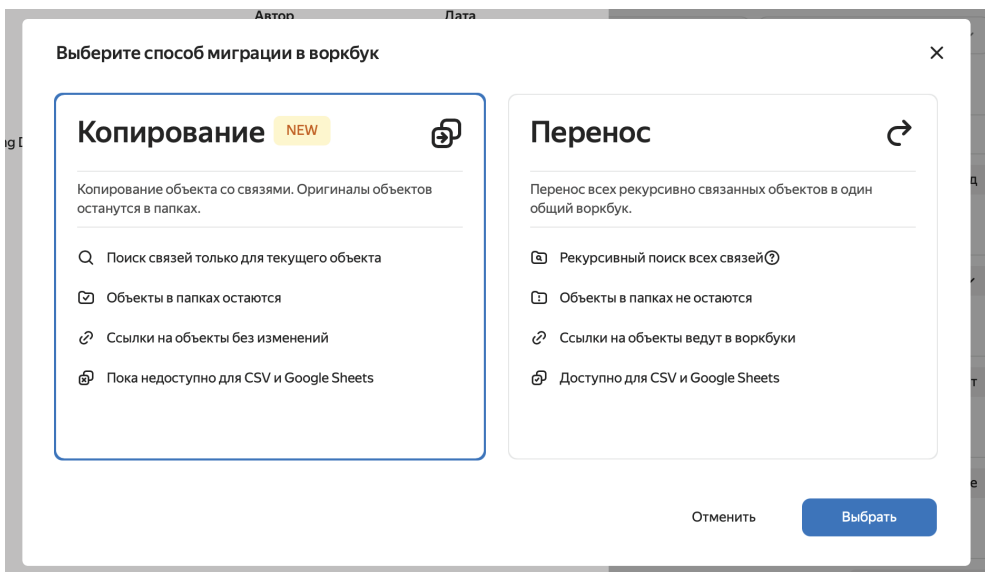 Автор Дата
Выберите способ миграции в воркбук
Копирование NEW
Копирование объекта со связями. Оригиналы объектов
останутся в папках.
Поиск связей только для текущего объекта
Объекты в папках остаются
Ссылки на объекты без изменений
Пока недоступно для CSV и Google Sheets
Перенос
Перенос всех рекурсивно связанных объектов в один
общий воркбук.
Рекурсивный поиск всех связей
Объекты в папках не остаются
Ссылки на объекты ведут в воркбуки
Доступно для CSV и Google Sheets
Отменить
Выбрать